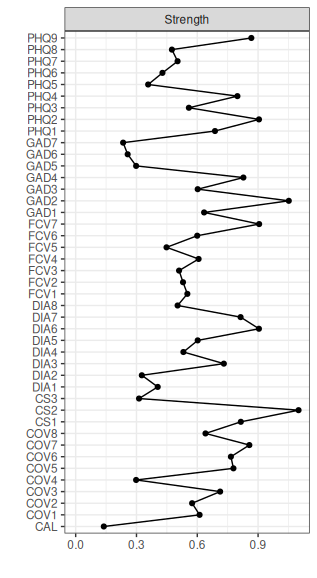 Strength
PHQ9
PHQ8
PHQ7
PHQ6
PHQ5
PHQ4
PHQ3
PHQ2
PHQ1
GAD7
GAD6
GAD5
GAD4
GAD3
GAD2
GAD1
FCV7
FCV6
FCV5
FCV4
FCV3
FCV2
FCV1
DIA8
DIA7
DIA6
DIA5
DIA4
DIA3
DIA2
DIA1
CS3
CS2
CS1
COV8
COV7
COV6
COV5
COV4
COV3
COV2
COV1
CAL
0.0 0.3 0.6 0.9